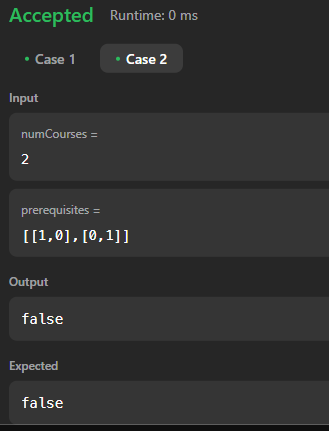 Accepted Runtime: 0 ms
Case 1 Case 2
Input
numCourses =
2
prerequisites =
[[1,0],[0,1]]
Output
false
Expected
false